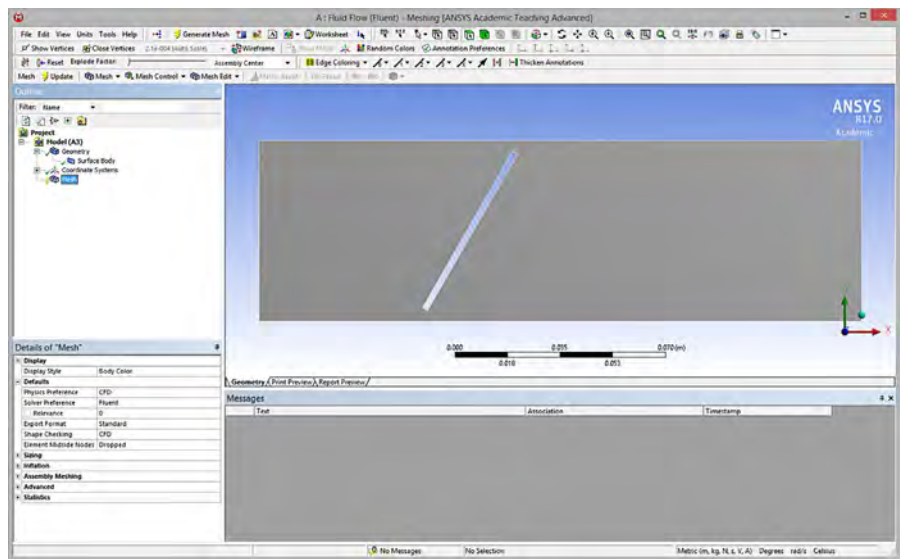 A : Fluid Flow (Fluent) - Meshing [ANSYS Academic Teaching Advanced]
File Edit View Units Tools Help Generate Mesh Worksheet
Show Vertices Close Vertices Wireframe Random Colors Annotation Preferences
Reset Explode Factor: Assembly Center Edge Coloring Thicken Annotations
Mesh Update Mesh Mesh Control Mesh Edit
Outline
Filter: Name
Project
Model (A3)
Geometry
Surface Body
Coordinate Systems
Mesh
ANSYS
R17.0
Academic
X
0.000 0.035 0.070 (m)
0.018 0.053
Geometry Print Preview Report Preview
Details of "Mesh"
Display
Display Style Body Color
Defaults
Physics Preference CFD
Solver Preference Fluent
Relevance 0
Export Format Standard
Shape Checking CFD
Element Midside Nodes Dropped
Sizing
Inflation
Assembly Meshing
Advanced
Statistics
Messages
Text Association Timestamp
No Messages No Selection Metric (m, kg, N, s, V, A) Degrees rad/s Celsius